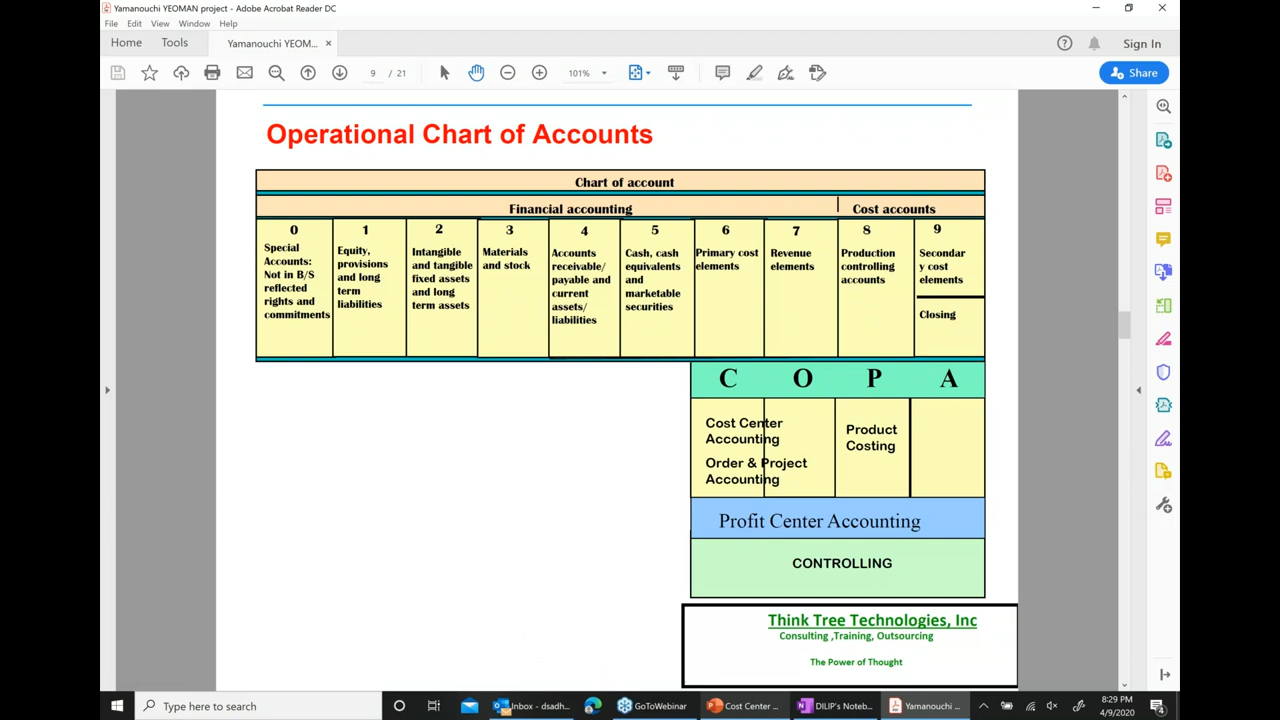 Yamanouchi YEOMAN project - Adobe Acrobat Reader DC
File Edit View Window Help
Home Tools Yamanouchi YEOM... × Sign In
9 / 21 101% Share
Operational Chart of Accounts
Chart of account
Financial accounting Cost accounts
0 1 2 3 4 5 6 7 8 9
Special
Accounts:
Not in B/S
reflected
rights and
commitments
Equity,
provisions
and long
term
liabilities
Intangible
and tangible
fixed assets
and long
term assets
Materials
and stock
Accounts
receivable/
payable and
current
assets/
liabilities
Cash, cash
equivalents
and
marketable
securities
Primary cost
elements
Revenue
elements
Production
controlling
accounts
Secondar
y cost
elements
Closing
C O P A
Cost Center
Accounting
Order & Project
Accounting
Product
Costing
Profit Center Accounting
CONTROLLING
Think Tree Technologies, Inc
Consulting ,Training, Outsourcing
The Power of Thought
Type here to search
Inbox - dsadh...
GoToWebinar
Cost Center ...
DILIP's Noteb...
Yamanouchi ...
8:29 PM
4/9/2020
4